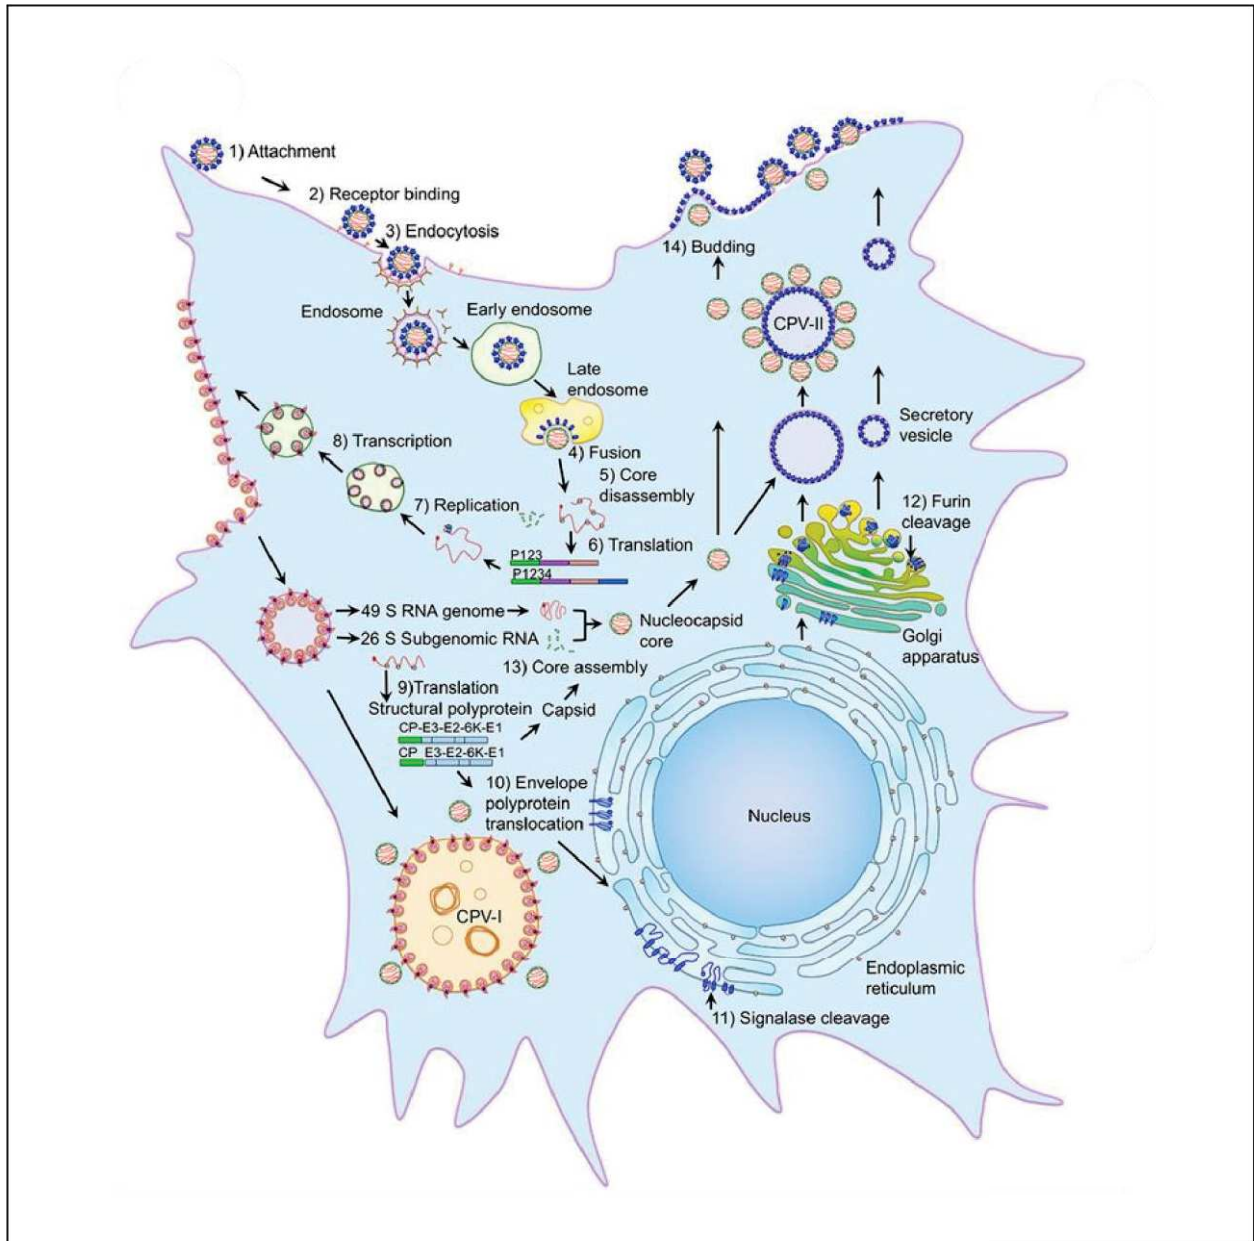 1) Attachment
2) Receptor binding
3) Endocytosis
Endosome
Early endosome
Late
endosome
4) Fusion
5) Core
disassembly
6) Translation
P123
P1234
7) Replication
8) Transcription
49 S RNA genome
26 S Subgenomic RNA
9)Translation
Structural polyprotein
CP-E3-E2-6K-E1
CP E3-E2-6K-E1
Capsid
13) Core assembly
Nucleocapsid
core
10) Envelope
polyprotein
translocation
CPV-I
11) Signalase cleavage
Endoplasmic
reticulum
Nucleus
Golgi
apparatus
12) Furin
cleavage
Secretory
vesicle
CPV-II
14) Budding